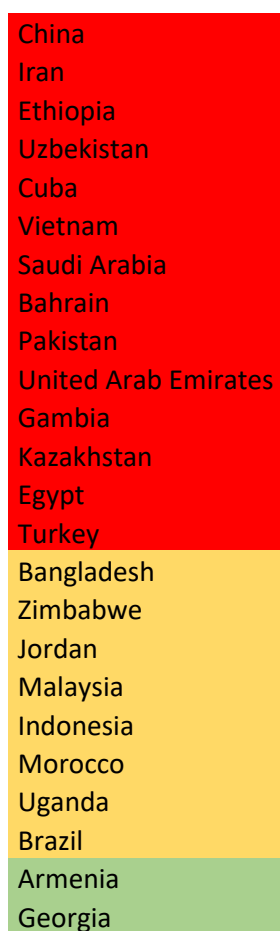 China
Iran
Ethiopia
Uzbekistan
Cuba
Vietnam
Saudi Arabia
Bahrain
Pakistan
United Arab Emirates
Gambia
Kazakhstan
Egypt
Turkey
Bangladesh
Zimbabwe
Jordan
Malaysia
Indonesia
Morocco
Uganda
Brazil
Armenia
Georgia